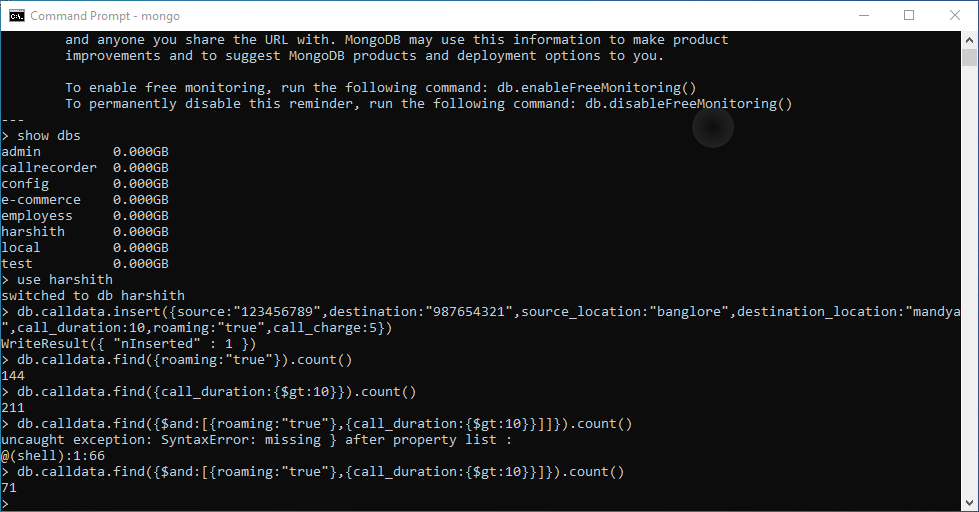 Command Prompt - mongo
and anyone you share the URL with. MongoDB may use this information to make product
improvements and to suggest MongoDB products and deployment options to you.
To enable free monitoring, run the following command: db.enableFreeMonitoring()
To permanently disable this reminder, run the following command: db.disableFreeMonitoring()
---
> show dbs
admin 0.000GB
callrecorder 0.000GB
config 0.000GB
e-commerce 0.000GB
employess 0.000GB
harshith 0.000GB
local 0.000GB
test 0.000GB
> use harshith
switched to db harshith
> db.calldata.insert({source:"123456789",destination:"987654321",source_location:"banglore",destination_location:"mandya
",call_duration:10,roaming:"true",call_charge:5})
WriteResult({ "nInserted" : 1 })
> db.calldata.find({roaming:"true"}).count()
144
> db.calldata.find({call_duration:{$gt:10}}).count()
211
> db.calldata.find({$and:[{roaming:"true"},{call_duration:{$gt:10}}]]}).count()
uncaught exception: SyntaxError: missing } after property list :
@(shell):1:66
> db.calldata.find({$and:[{roaming:"true"},{call_duration:{$gt:10}}]}).count()
71
>